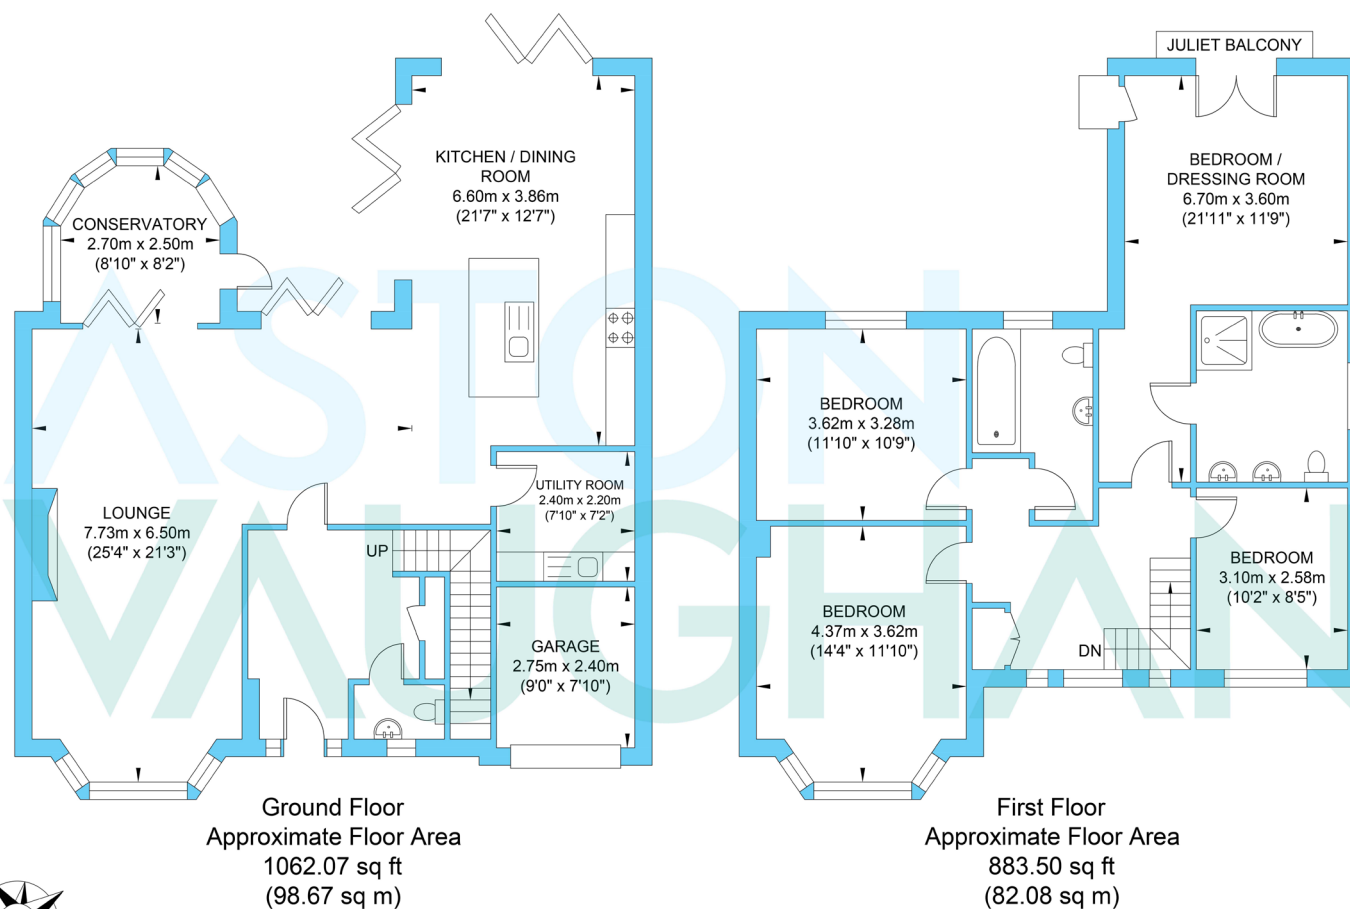 JULIET BALCONY
KITCHEN / DINING
ROOM
6.60m x 3.86m
(21'7" x 12'7")
CONSERVATORY
2.70m x 2.50m
(8'10" x 8'2")
LOUNGE
7.73m x 6.50m
(25'4" x 21'3")
UP
UTILITY ROOM
2.40m x 2.20m
(7'10" x 7'2")
GARAGE
2.75m x 2.40m
(9'0" x 7'10")
Ground Floor
Approximate Floor Area
1062.07 sq ft
(98.67 sq m)
BEDROOM /
DRESSING ROOM
6.70m x 3.60m
(21'11" x 11'9")
BEDROOM
3.62m x 3.28m
(11'10" x 10'9")
BEDROOM
4.37m x 3.62m
(14'4" x 11'10")
BEDROOM
3.10m x 2.58m
(10'2" x 8'5")
DN
First Floor
Approximate Floor Area
883.50 sq ft
(82.08 sq m)
ASTON
VAUGHAN